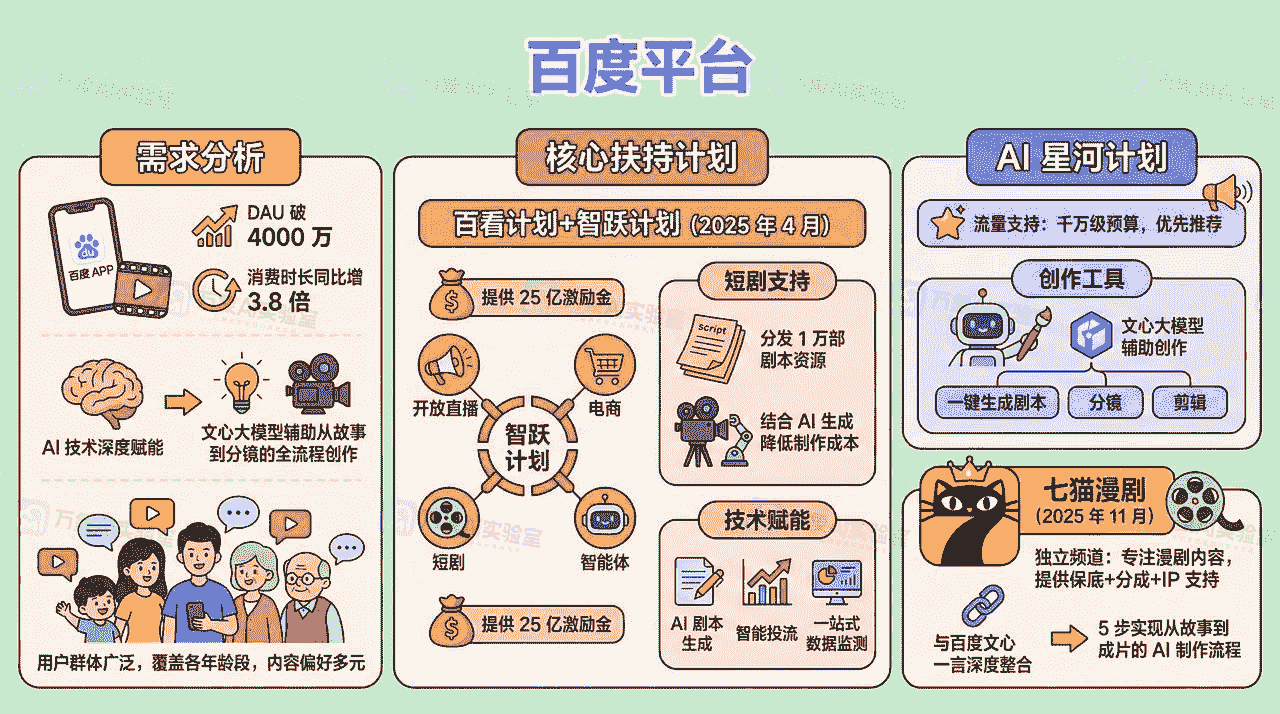 百度平台
需求分析
du
百度 APP
DAU 破
4000 万
消费时长同比增
3.8 倍
AI 技术深度赋能
文心大模型辅助从故事
到分镜的全流程创作
用户群体广泛，覆盖各年龄段，内容偏好多元
核心扶持计划
百看计划+智跃计划 (2025 年 4 月)
提供 25 亿激励金
开放直播
电商
智跃
计划
短剧
智能体
提供 25 亿激励金
短剧支持
script
分发 1 万部
剧本资源
结合 AI 生成
降低制作成本
技术赋能
AI 剧本
生成
智能投流
一站式
数据监测
AI 星河计划
流量支持：千万级预算，优先推荐
创作工具
文心大模型
辅助创作
一键生成剧本
分镜
剪辑
七猫漫剧
(2025 年 11 月)
独立频道：专注漫剧内容，
提供保底+分成+IP 支持
与百度文心
一言深度整合
5 步实现从故事到
成片的 AI 制作流程